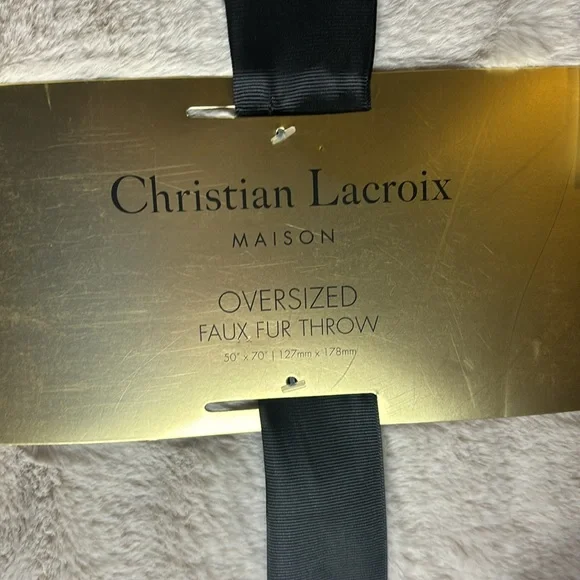 Christian Lacroix
MAISON
OVERSIZED
FAUX FUR THROW
50" x 70" | 127mm x 178mm